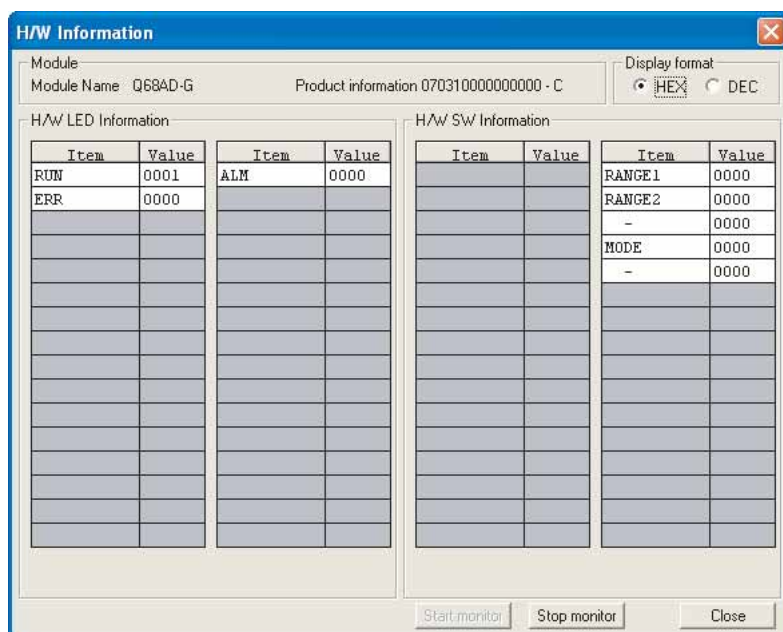 H/W Information
Module
Module Name Q68AD-G Product information 070310000000000 - C
Display format
HEX DEC
H/W LED Information
Item Value Item Value
RUN 0001 ALM 0000
ERR 0000
H/W SW Information
Item Value Item Value
RANGE1 0000
RANGE2 0000
- 0000
MODE 0000
- 0000
Start monitor Stop monitor Close